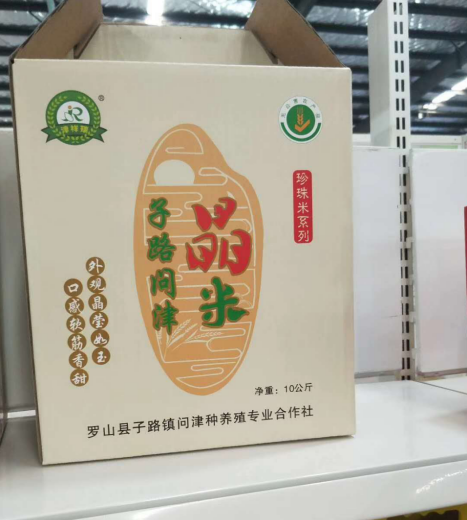 珍珠米系列
晶米
子路问津
外观晶莹如玉
口感软筋香甜
净重：10公斤
罗山县子路镇问津种养殖专业合作社